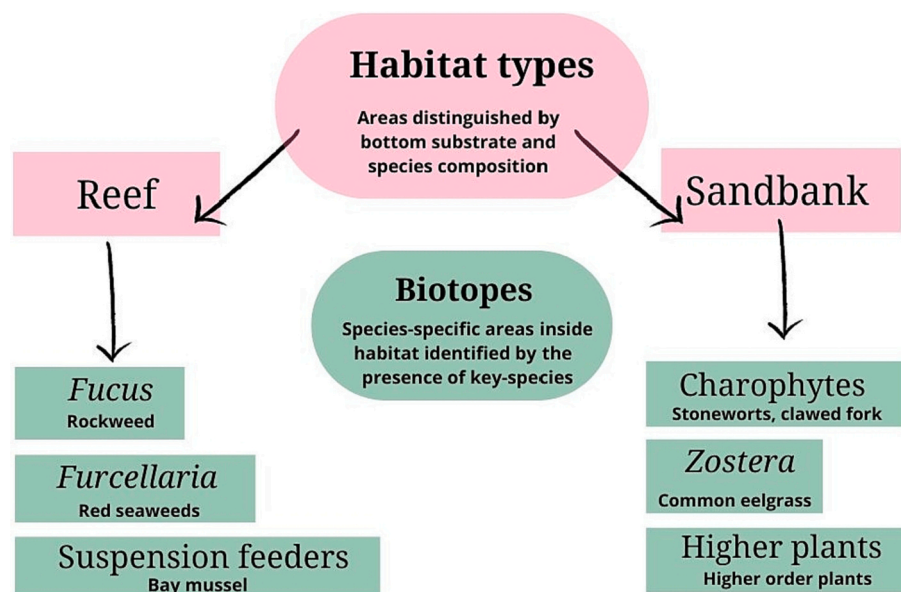 Habitat types
Areas distinguished by
bottom substrate and
species composition
Reef
Sandbank
Biotopes
Species-specific areas inside
habitat identified by the
presence of key-species
Fucus
Rockweed
Furcellaria
Red seaweeds
Suspension feeders
Bay mussel
Charophytes
Stoneworts, clawed fork
Zostera
Common eelgrass
Higher plants
Higher order plants